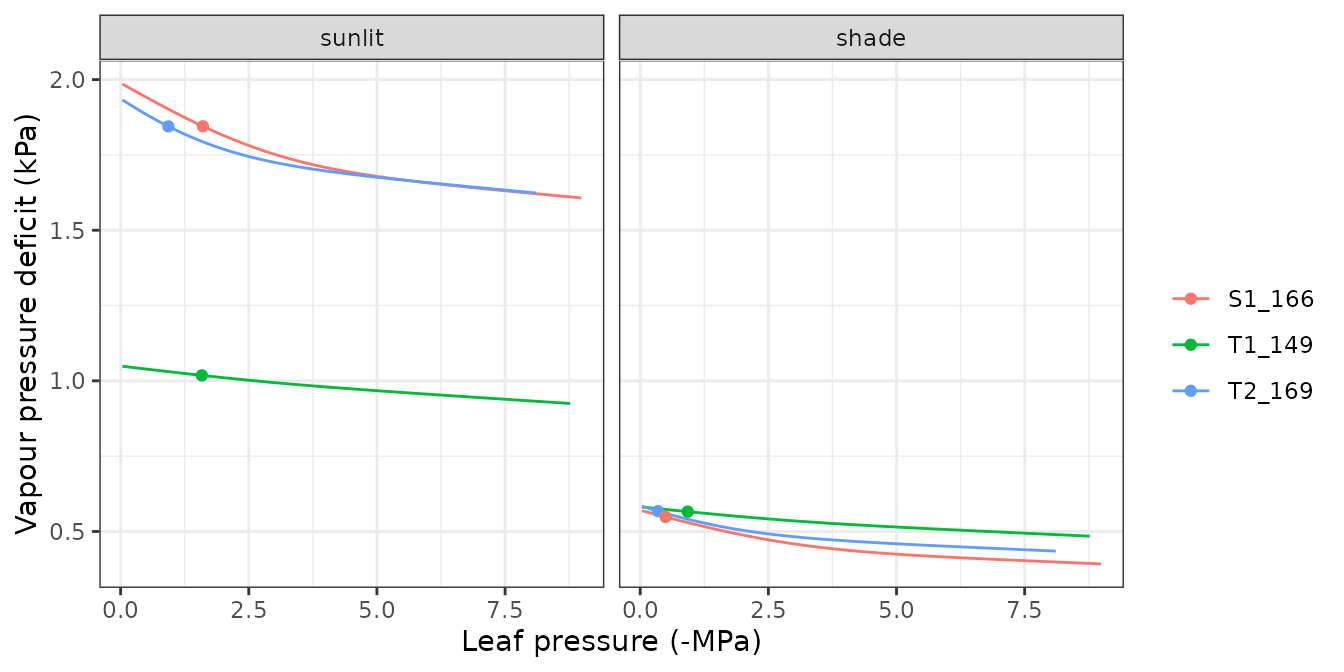 sunlit
shade
Vapour pressure deficit (kPa)
2.0
1.5
1.0
0.5
0.0 2.5 5.0 7.5
0.0 2.5 5.0 7.5
Leaf pressure (-MPa)
S1_166
T1_149
T2_169